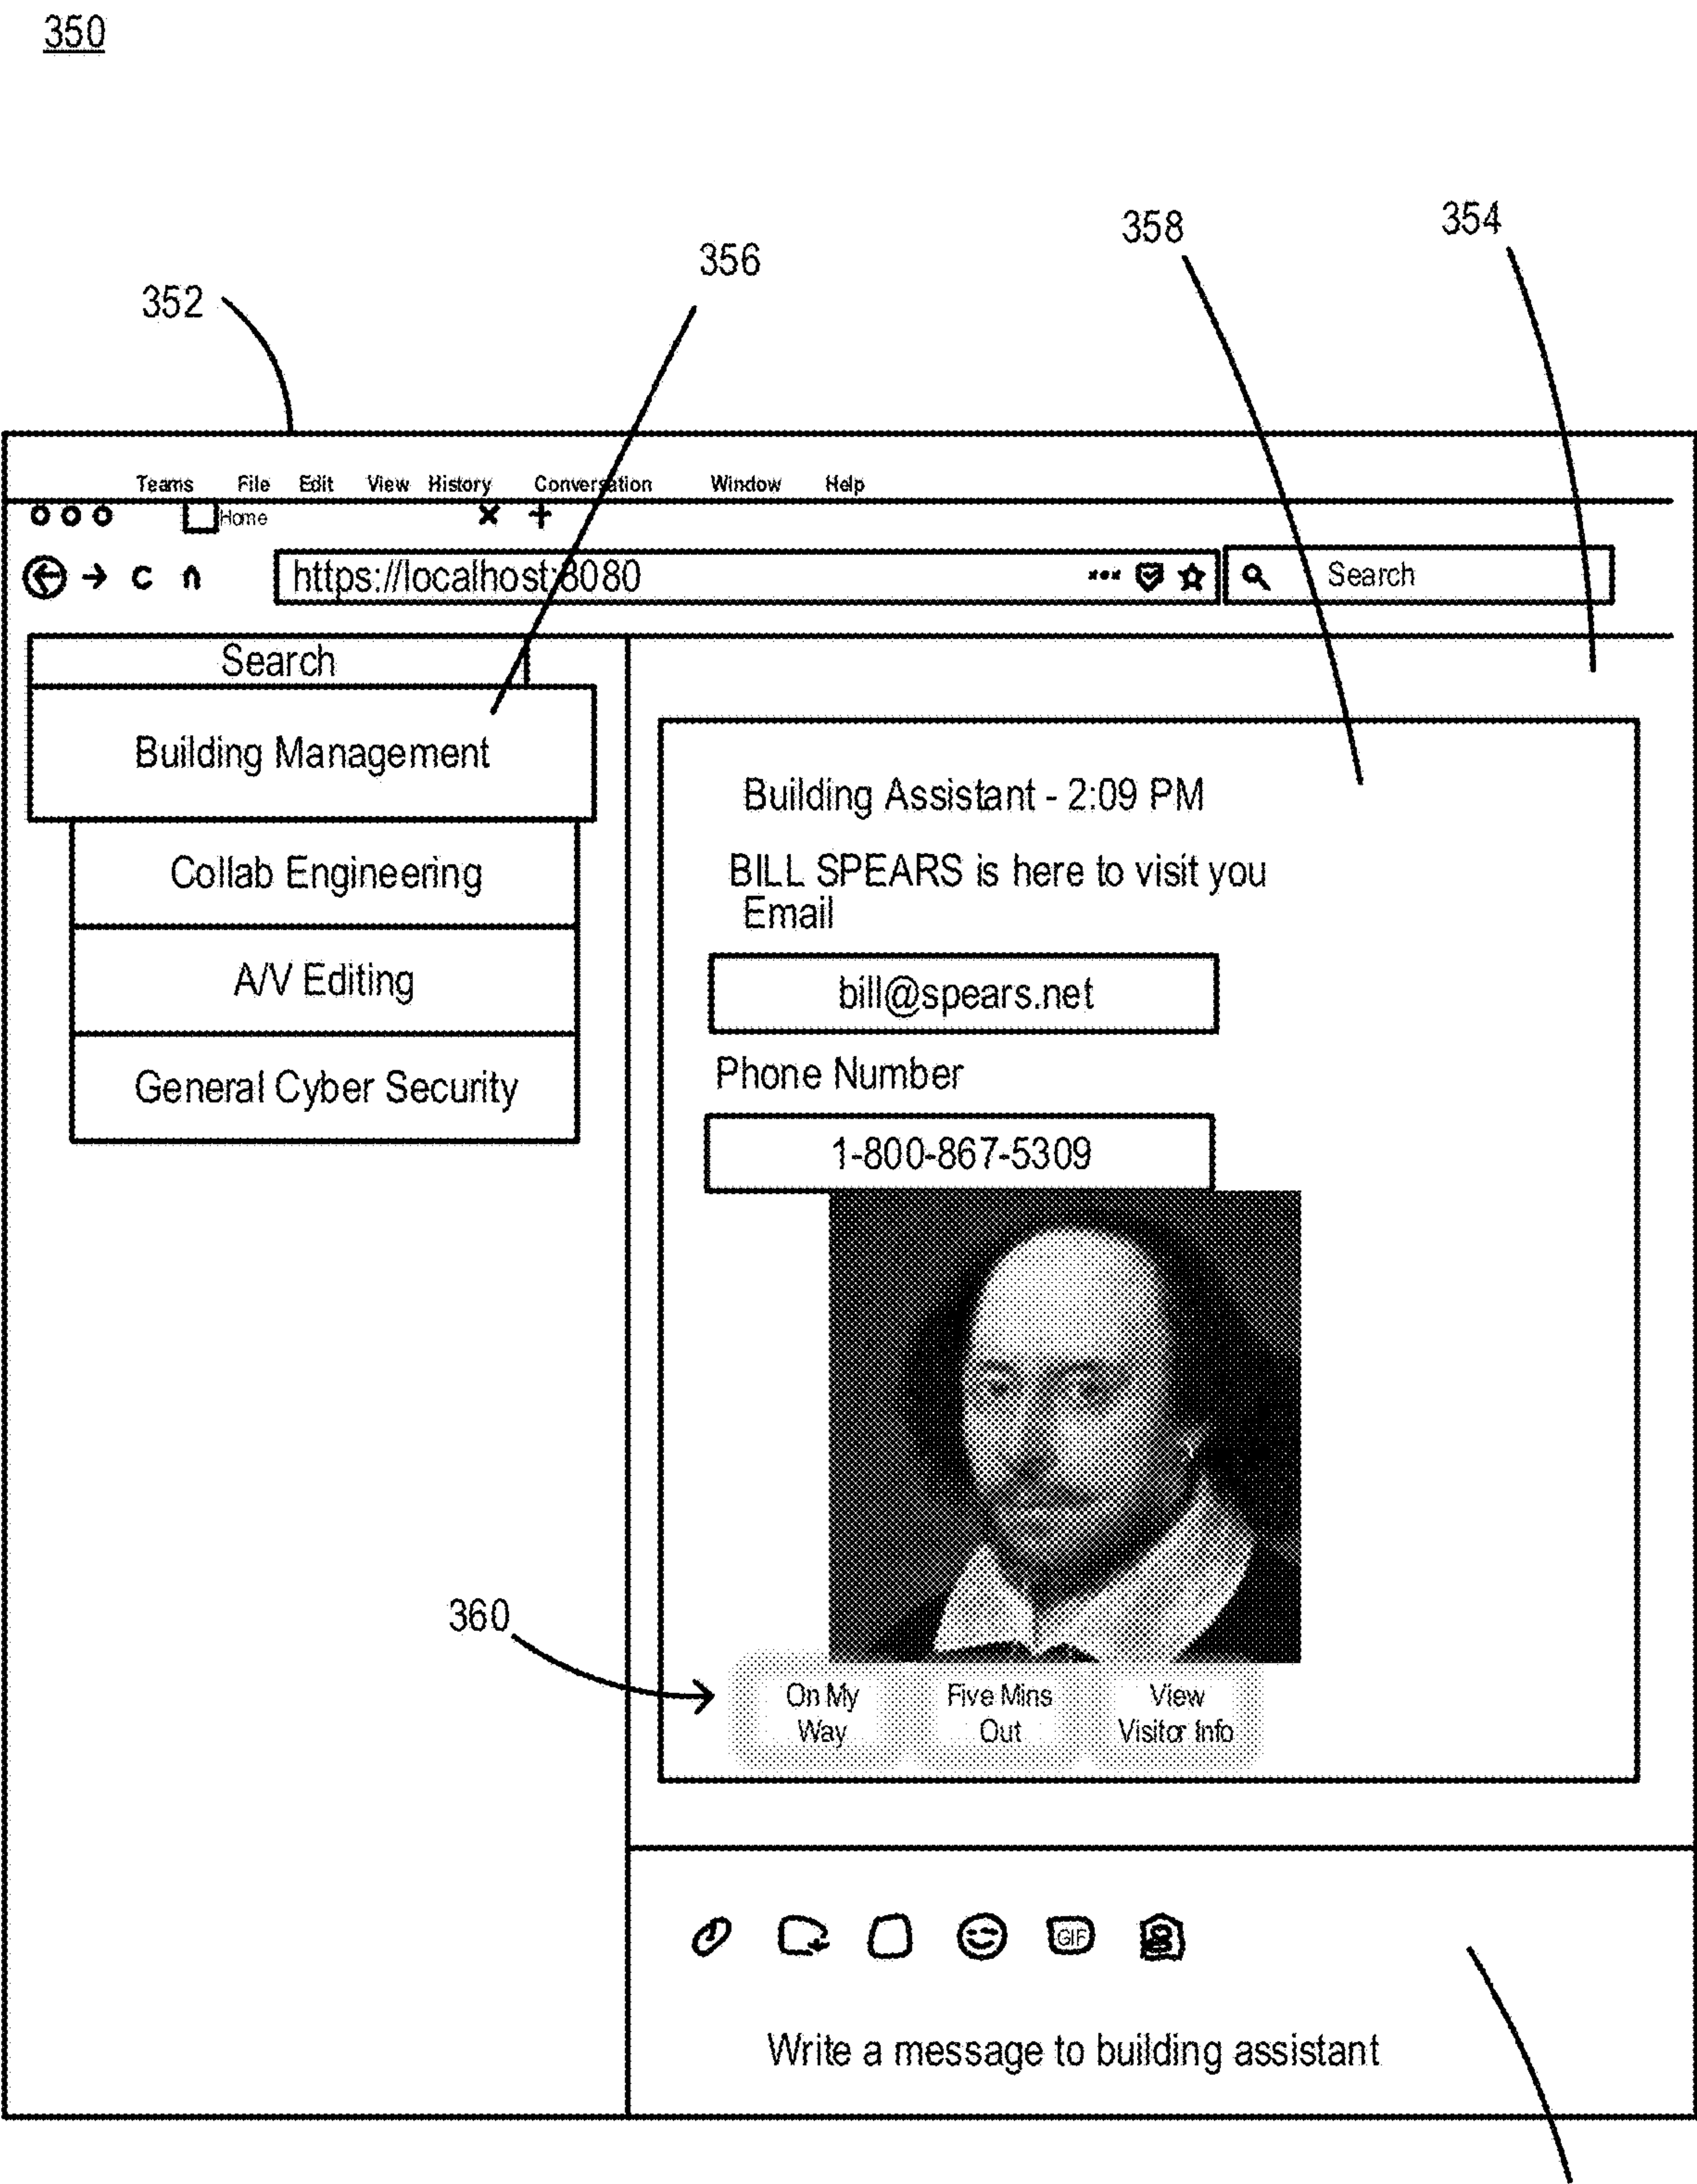 350
358
354
356
352
Teams File Edit View History Conversation Window Help
Home
https://localhost:8080
Search
Search
Building Management
Collab Engineering
A/V Editing
General Cyber Security
Building Assistant - 2:09 PM
BILL SPEARS is here to visit you
Email
bill@spears.net
Phone Number
1-800-867-5309
360
On My
Way
Five Mins
Out
View
Visitor Info
GIF
Write a message to building assistant